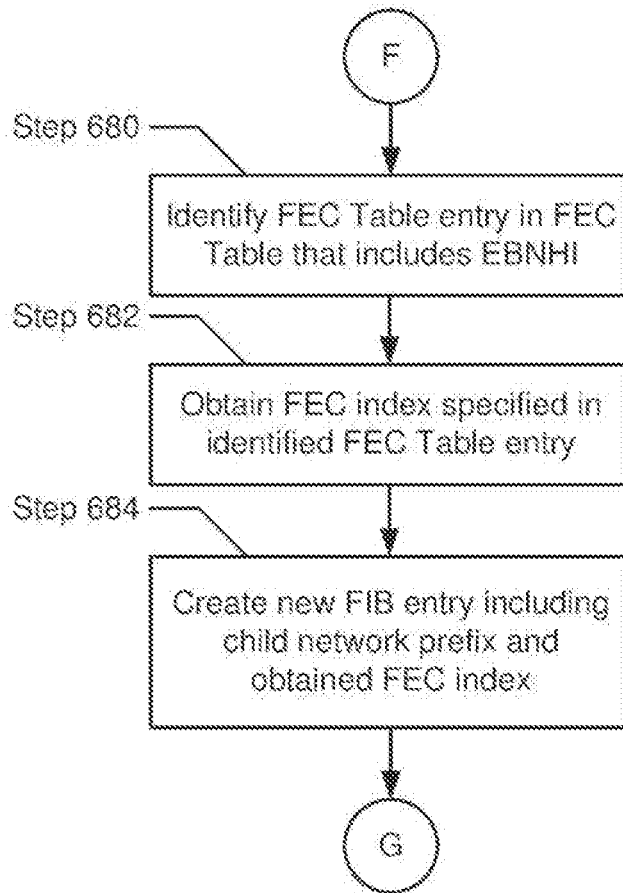 F
Step 680
Identify FEC Table entry in FEC
Table that includes EBNHI
Step 682
Obtain FEC index specified in
identified FEC Table entry
Step 684
Create new FIB entry including
child network prefix and
obtained FEC index
G